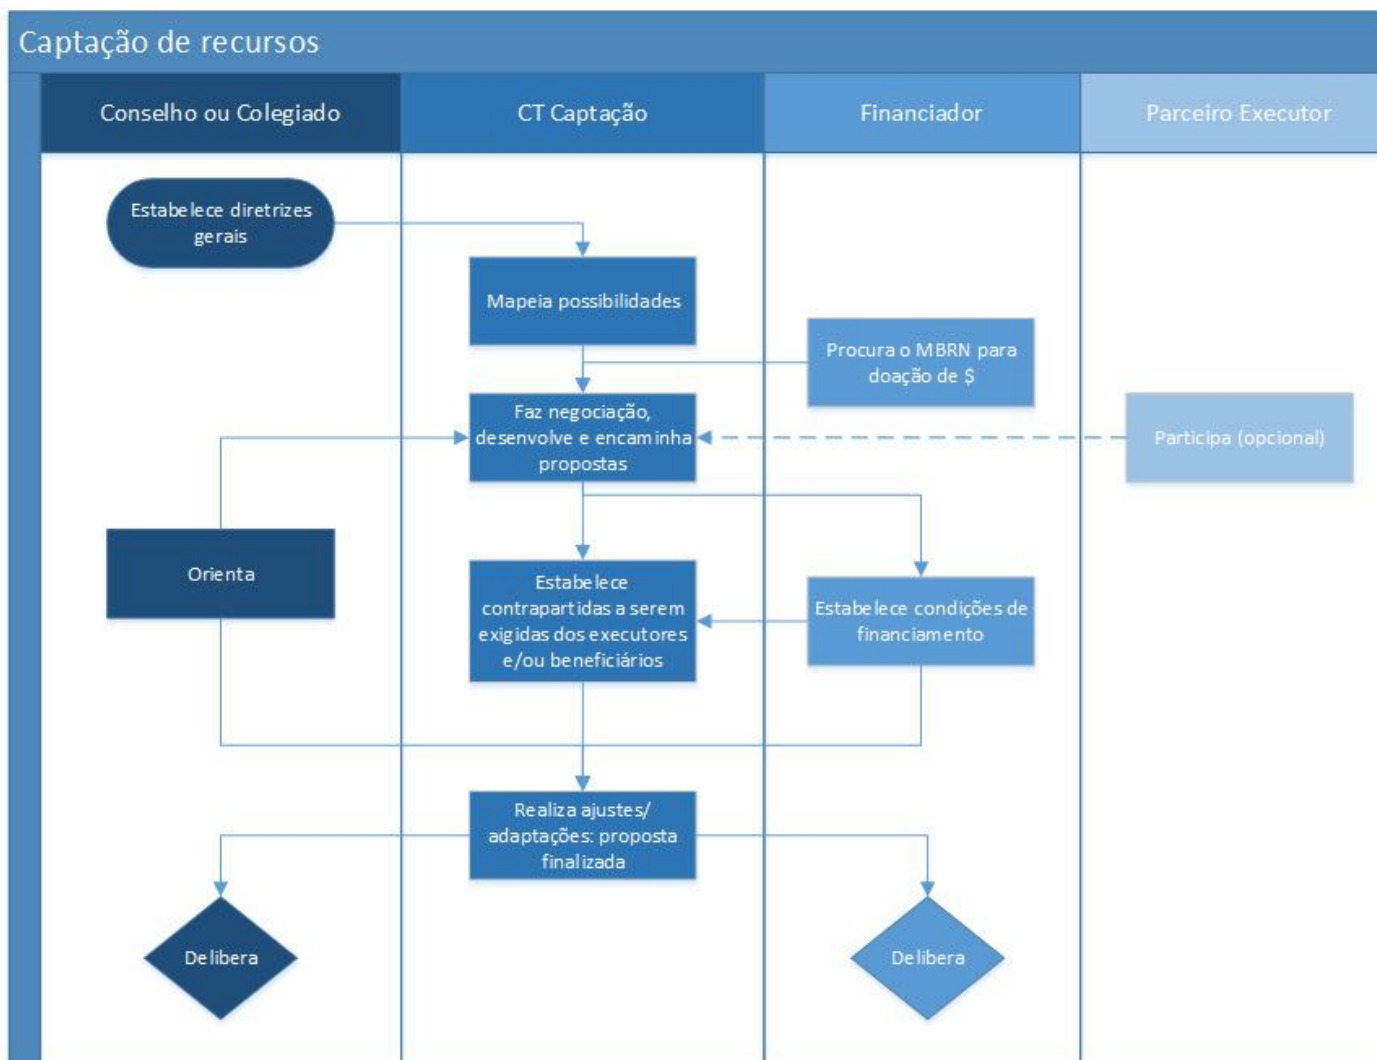 Captação de recursos
Conselho ou Colegiado
CT Captação
Financiador
Parceiro Executor
Estabelece diretrizes
gerais
Mapeia possibilidades
Procura o MBRN para
doação de $
Faz negociação,
desenvolve e encaminha
propostas
Participa (opcional)
Orienta
Estabelece
contrapartidas a serem
exigidas dos executores
e/ou beneficiários
Estabelece condições de
financiamento
Realiza ajustes/
adaptações: proposta
finalizada
Delibera
Delibera